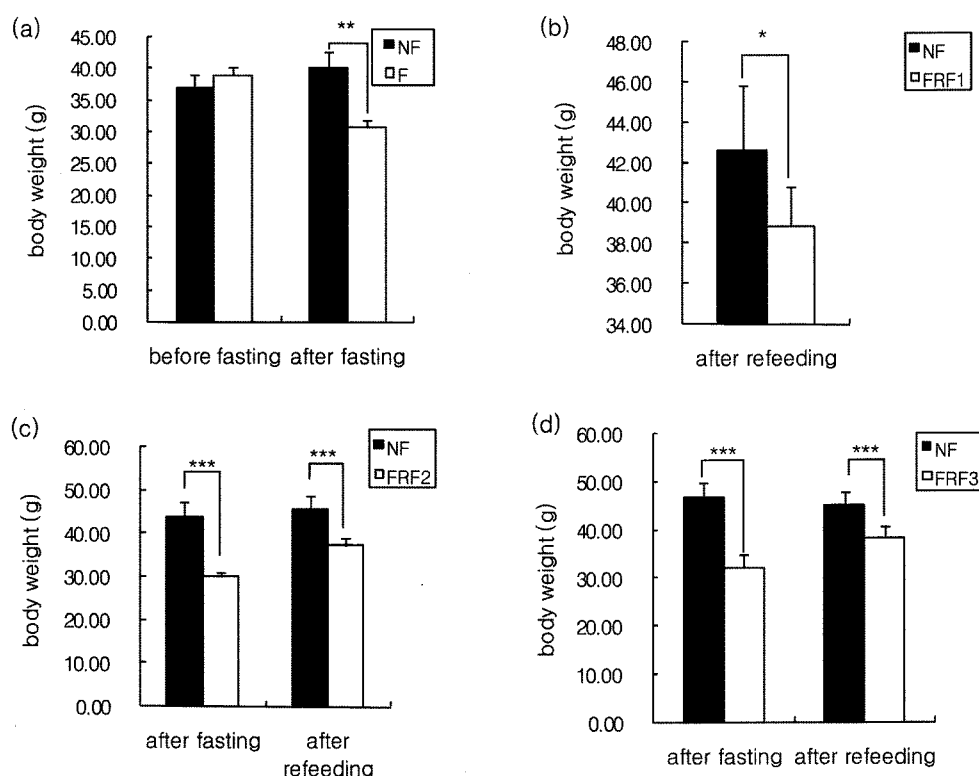 (a)
body weight (g)
45.00
40.00
35.00
30.00
25.00
20.00
15.00
10.00
5.00
0.00
**
NF
F
before fasting
after fasting
(b)
body weight (g)
48.00
46.00
44.00
42.00
40.00
38.00
36.00
34.00
*
NF
FRF1
after refeeding
(c)
body weight (g)
60.00
50.00
40.00
30.00
20.00
10.00
0.00
***
***
NF
FRF2
after fasting
after
refeeding
(d)
body weight (g)
60.00
50.00
40.00
30.00
20.00
10.00
0.00
***
***
NF
FRF3
after fasting
after refeeding